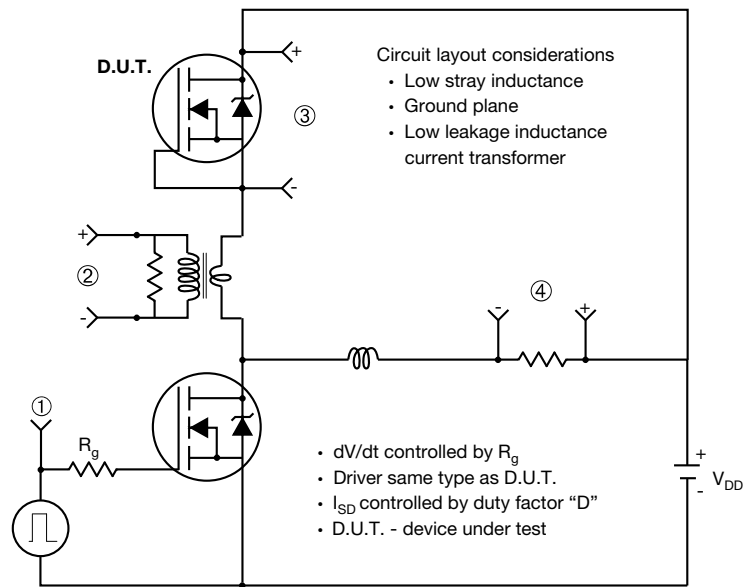 D.U.T.
+
Circuit layout considerations
• Low stray inductance
• Ground plane
• Low leakage inductance
current transformer
③
-
+
②
-
④
-
+
①
Rg
• dV/dt controlled by Rg
• Driver same type as D.U.T.
• ISD controlled by duty factor “D”
• D.U.T. - device under test
+
VDD
-